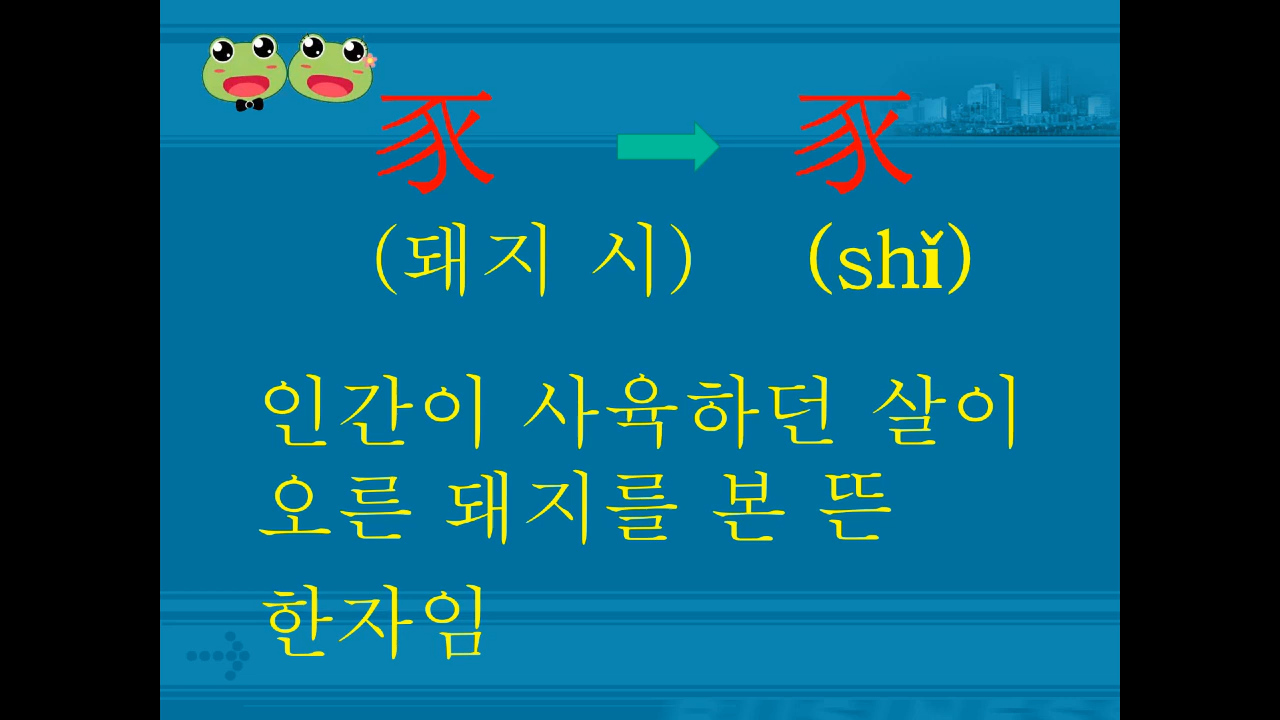 豕 → 豕
(돼지 시) (shǐ)
인간이 사육하던 살이
오른 돼지를 본 뜬
한자임